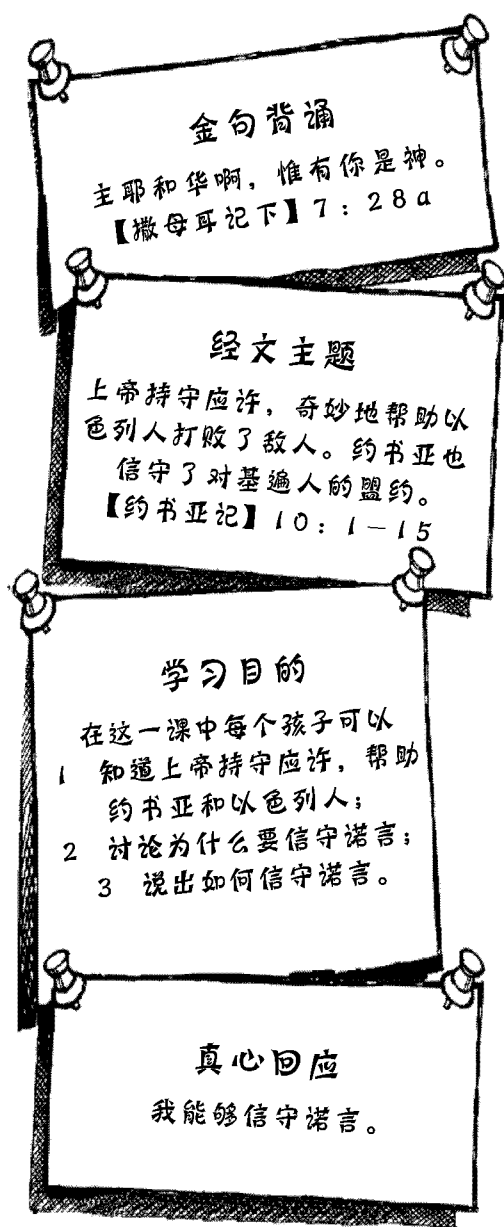 金句背诵
主耶和华啊，惟有你是神。
【撒母耳记下】7：28a
经文主题
上帝持守应许，奇妙地帮助以
色列人打败了敌人。约书亚也
信守了对基遍人的盟约。
【约书亚记】10：1—15
学习目的
在这一课中每个孩子可以
1 知道上帝持守应许，帮助
约书亚和以色列人；
2 讨论为什么要信守诺言；
3 说出如何信守诺言。
真心回应
我能够信守诺言。